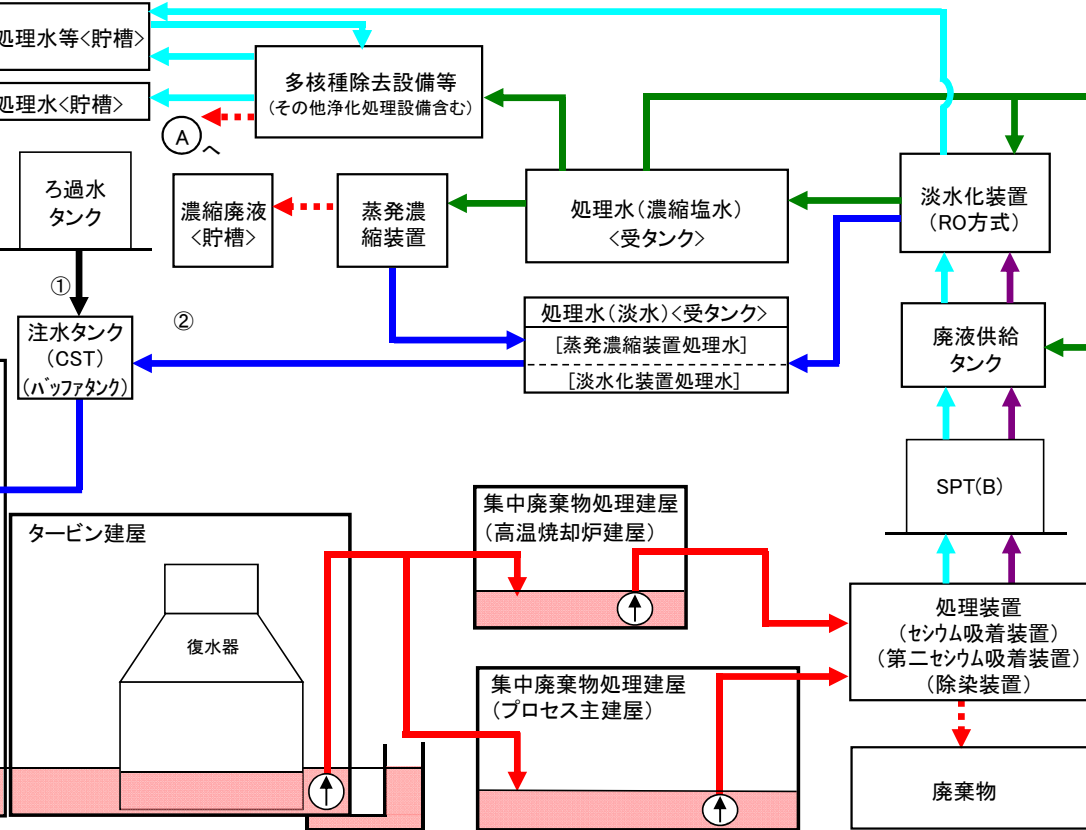 処理水等<貯槽>
処理水<貯槽>
多核種除去設備等
(その他浄化処理設備含む)
A
へ
ろ過水
タンク
濃縮廃液
<貯槽>
蒸発濃
縮装置
処理水(濃縮塩水)
<受タンク>
淡水化装置
(RO方式)
①
②
注水タンク
(CST)
(バッファタンク)
処理水(淡水)<受タンク>
[蒸発濃縮装置処理水]
[淡水化装置処理水]
廃液供給
タンク
SPT(B)
タービン建屋
復水器
集中廃棄物処理建屋
(高温焼却炉建屋)
集中廃棄物処理建屋
(プロセス主建屋)
処理装置
(セシウム吸着装置)
(第二セシウム吸着装置)
(除染装置)
廃棄物